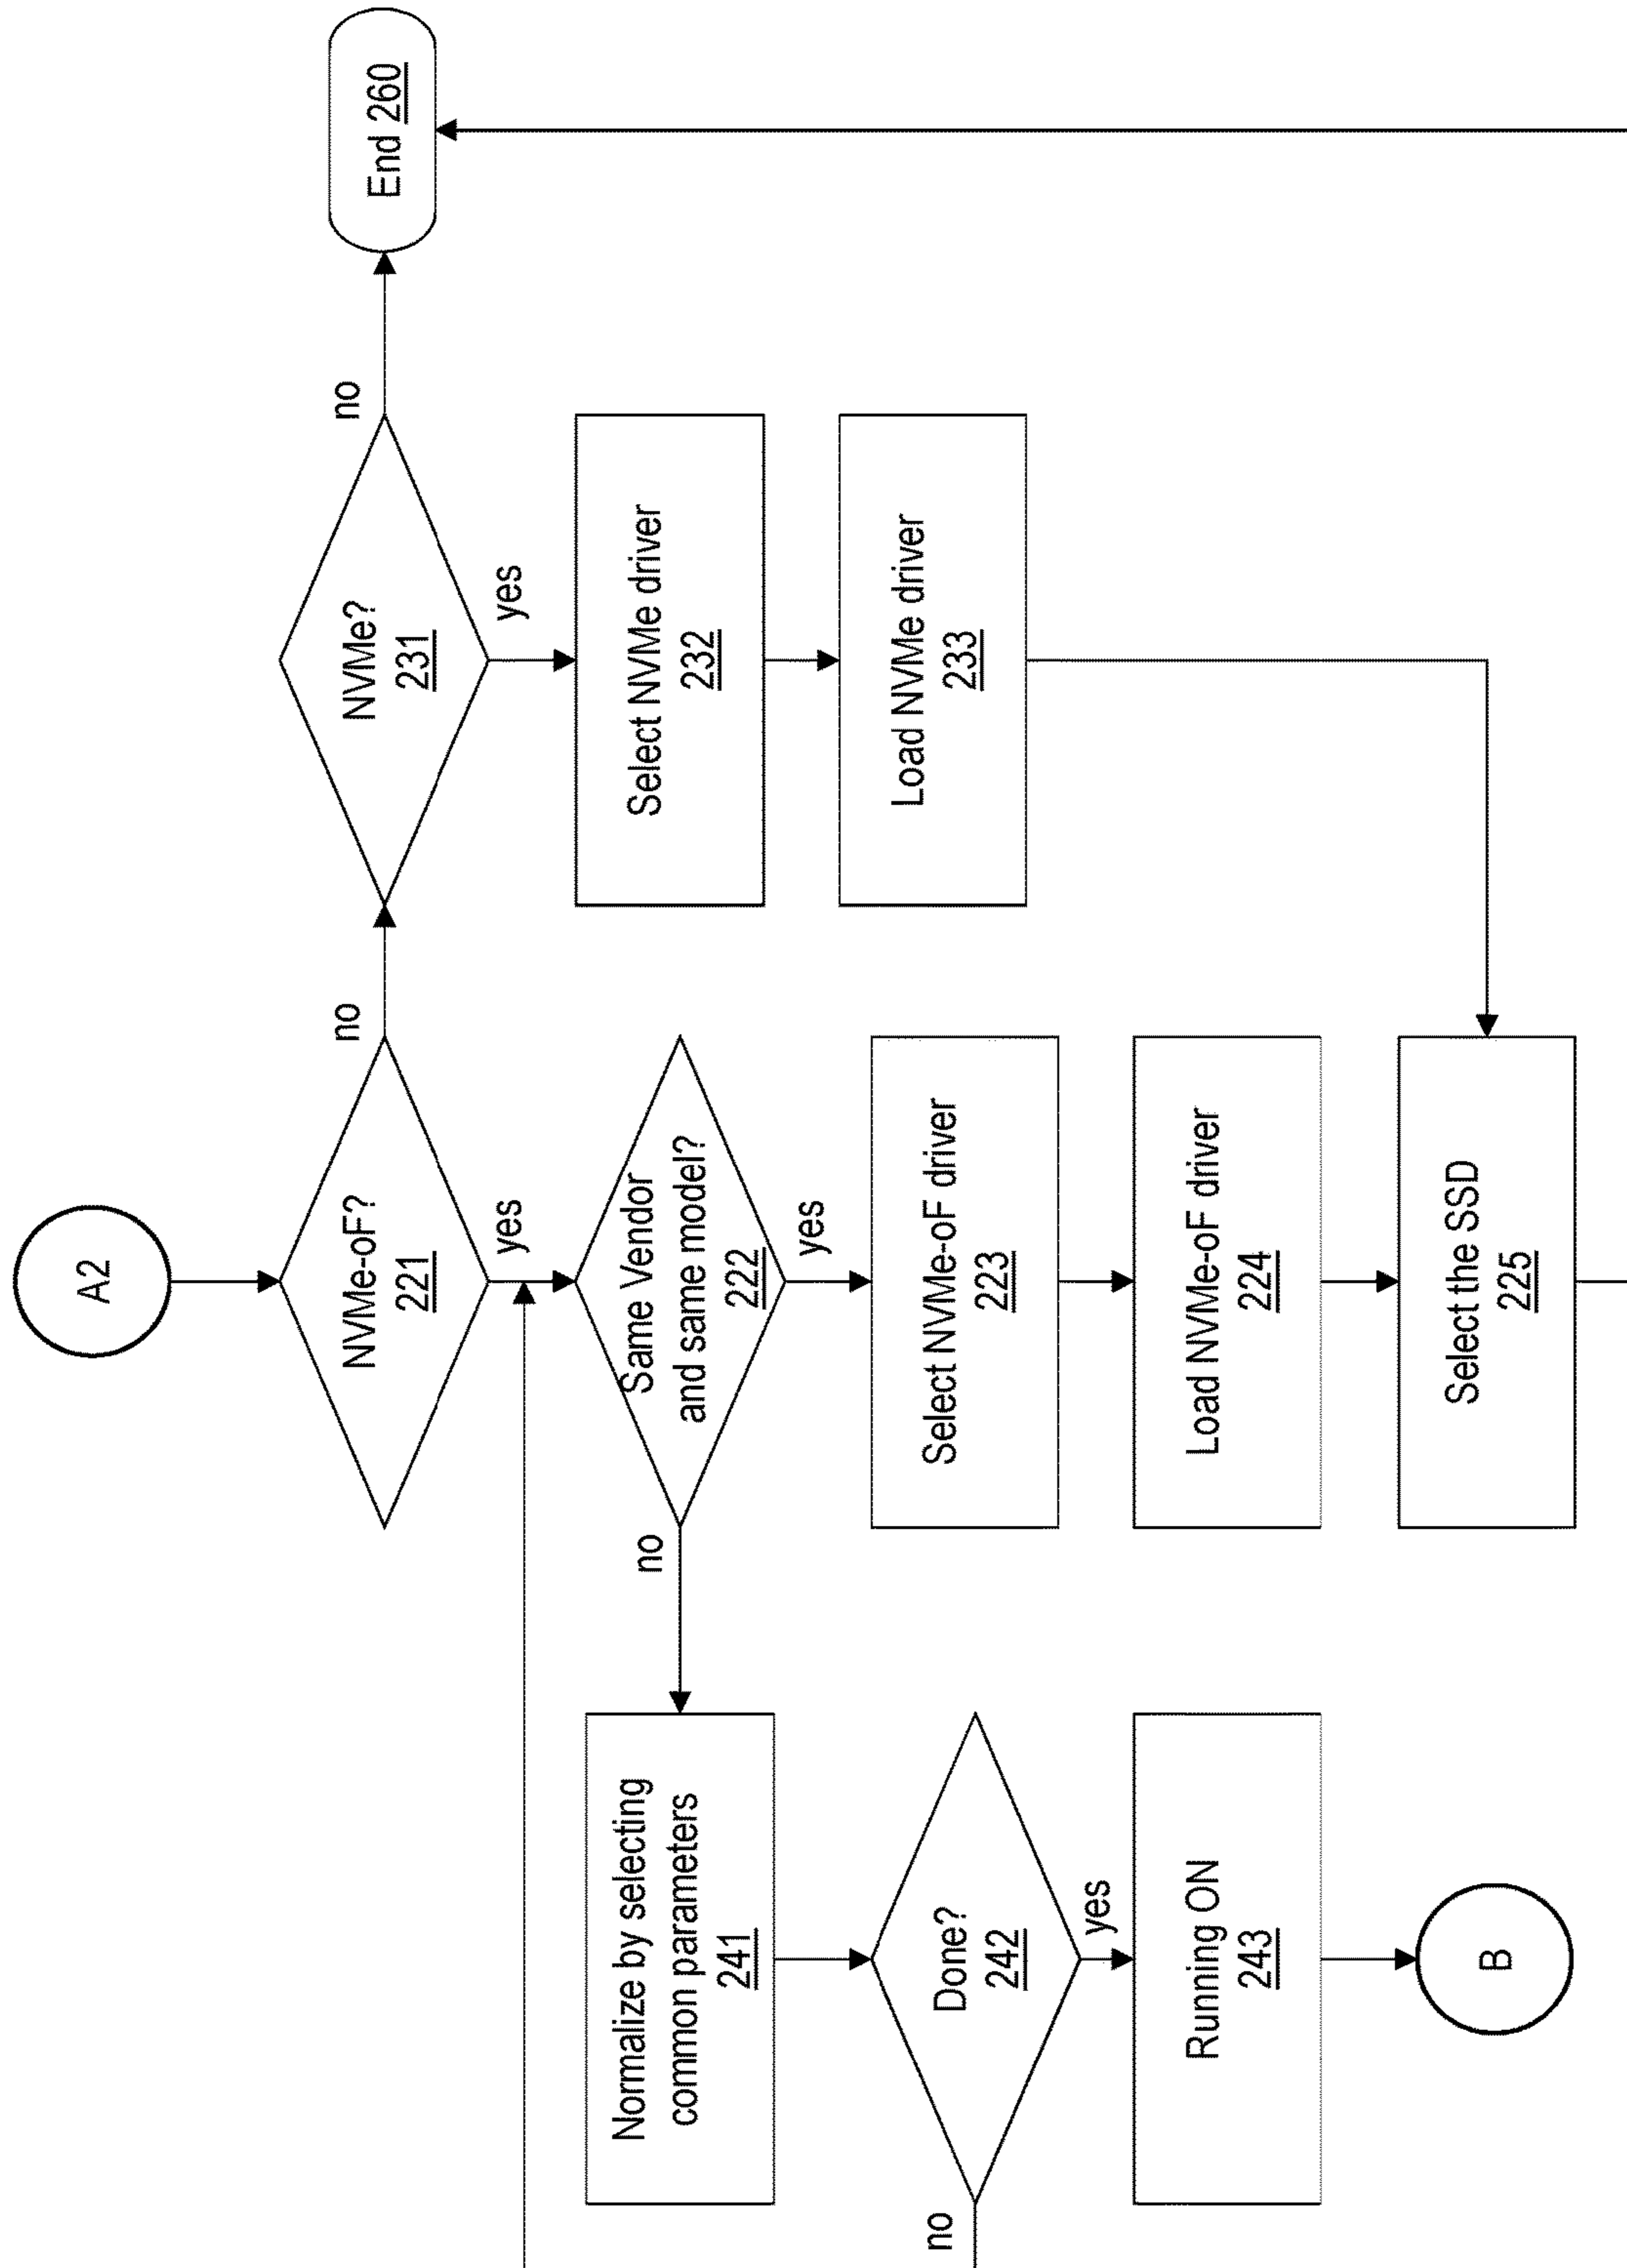 A2
NVMe-oF?
221
no
yes
NVMe?
231
no
yes
End 260
Select NVMe driver
232
Load NVMe driver
233
Same Vendor
and same model?
222
no
yes
Select NVMe-oF driver
223
Load NVMe-oF driver
224
Select the SSD
225
Normalize by selecting
common parameters
241
Done?
242
no
yes
Running ON
243
B